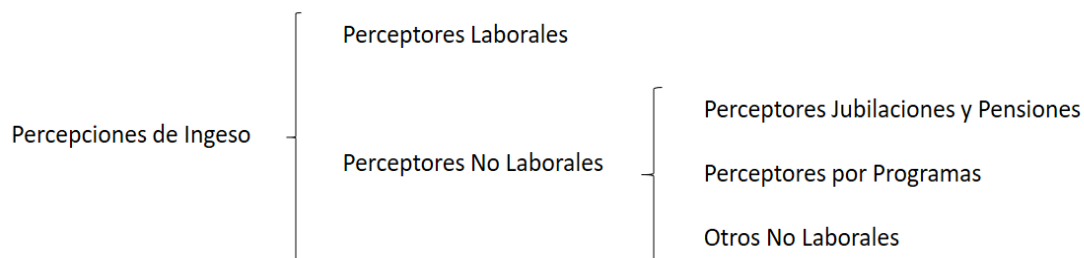 Perceptores Laborales
Percepciones de Ingeso
Perceptores No Laborales
Perceptores Jubilaciones y Pensiones
Perceptores por Programas
Otros No Laborales